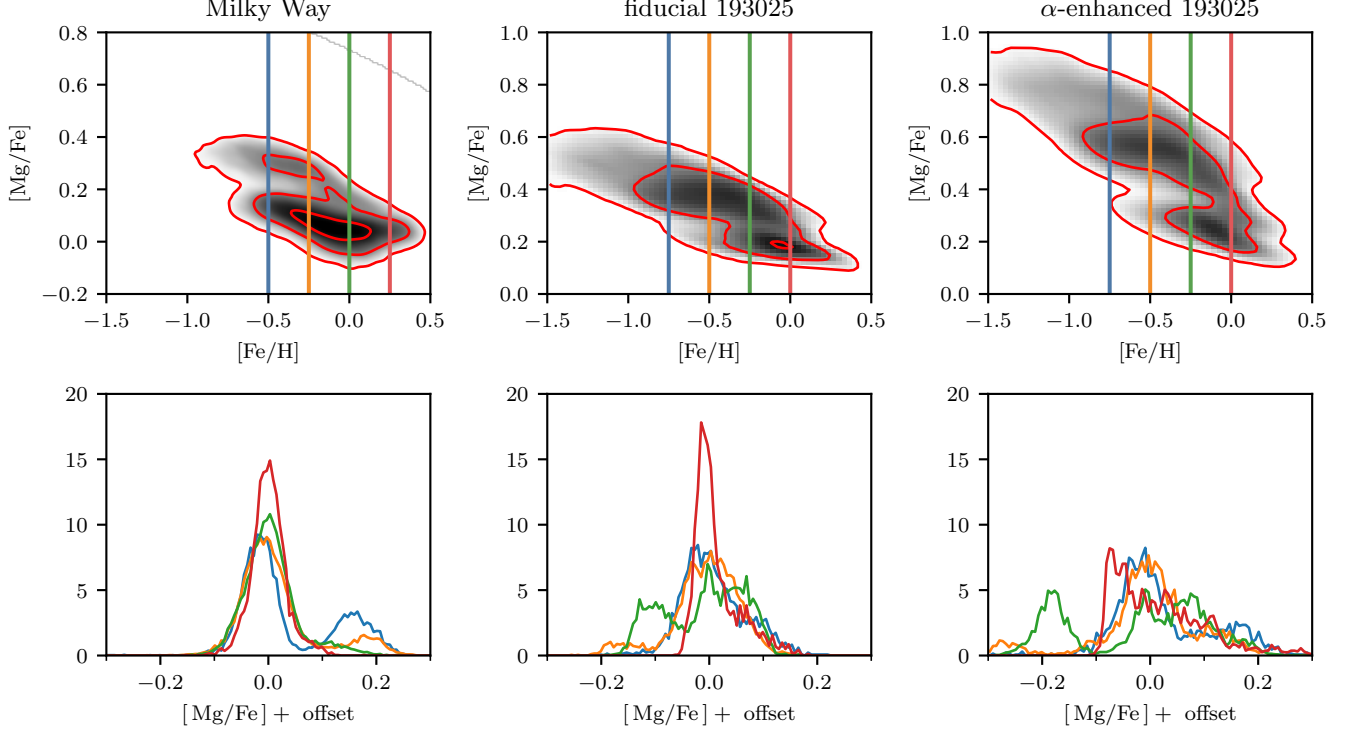 Milky Way
fiducial 193025
α-enhanced 193025
0.8
0.6
0.4
0.2
0.0
−0.2
[Mg/Fe]
−1.5 −1.0 −0.5 0.0 0.5
[Fe/H]
1.0
0.8
0.6
0.4
0.2
0.0
[Mg/Fe]
−1.5 −1.0 −0.5 0.0 0.5
[Fe/H]
1.0
0.8
0.6
0.4
0.2
0.0
[Mg/Fe]
−1.5 −1.0 −0.5 0.0 0.5
[Fe/H]
20
15
10
5
0
−0.2 0.0 0.2
[Mg/Fe] + offset
20
15
10
5
0
−0.2 0.0 0.2
[Mg/Fe] + offset
20
15
10
5
0
−0.2 0.0 0.2
[Mg/Fe] + offset